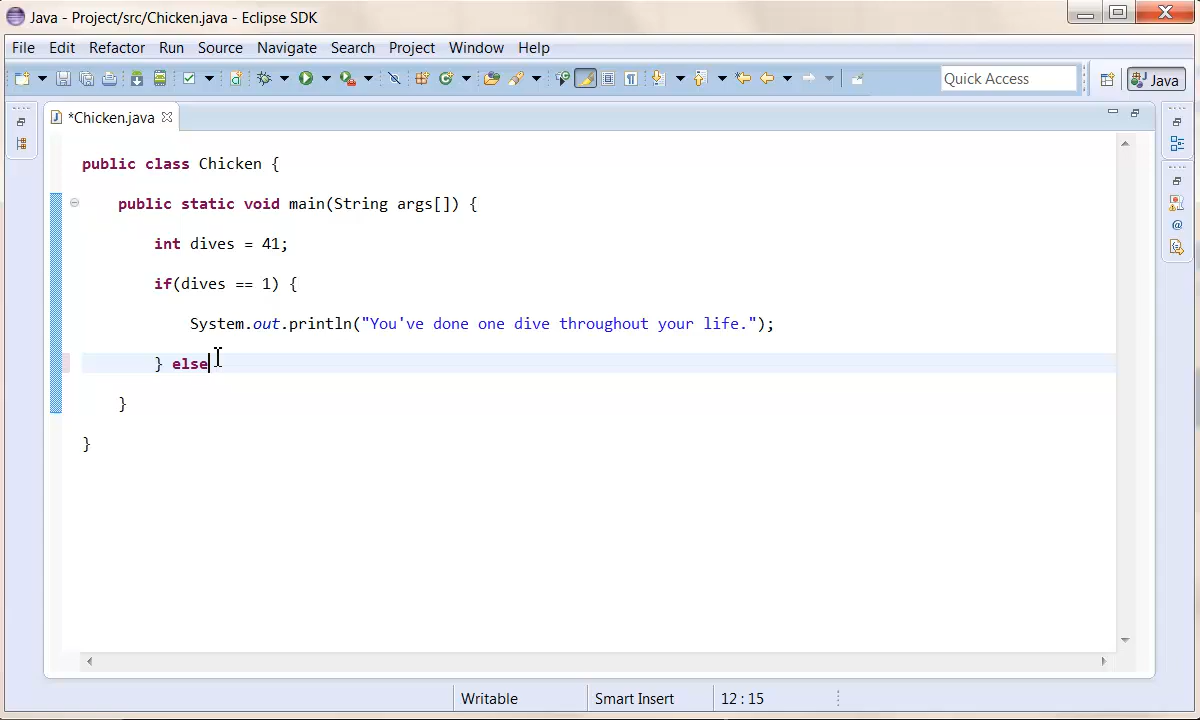 Java - Project/src/Chicken.java - Eclipse SDK
File Edit Refactor Run Source Navigate Search Project Window Help
Quick Access
Java
*Chicken.java
public class Chicken {
public static void main(String args[]) {
int dives = 41;
if(dives == 1) {
System.out.println("You've done one dive throughout your life.");
} else
}
}
Writable Smart Insert 12 : 15